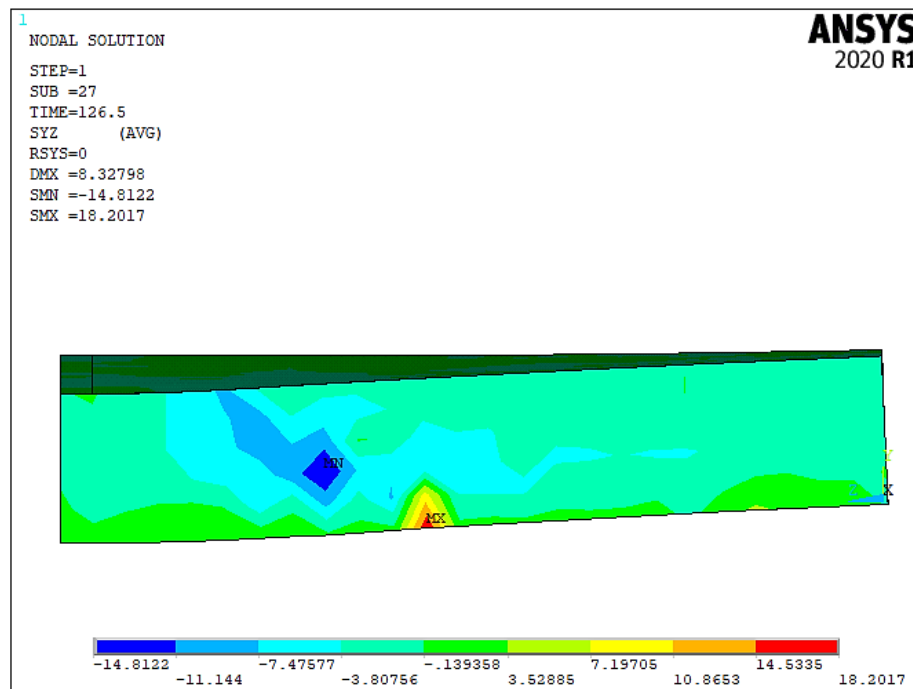 1
NODAL SOLUTION
STEP=1
SUB =27
TIME=126.5
SYZ (AVG)
RSYS=0
DMX =8.32798
SMN =-14.8122
SMX =18.2017
ANSYS
2020 R1
MN
MX
Y
Z X
-14.8122 -7.47577 -.139358 7.19705 14.5335
-11.144 -3.80756 3.52885 10.8653 18.2017